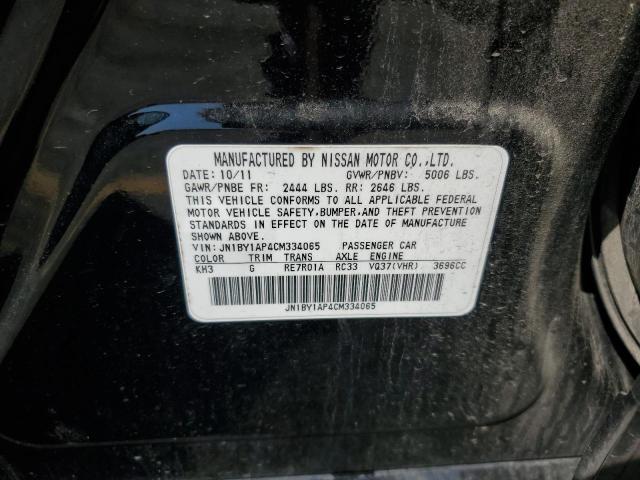 MANUFACTURED BY NISSAN MOTOR CO.,LTD.
DATE: 10/11 GVWR/PNBV: 5006 LBS.
GAWR/PNBE FR: 2444 LBS. RR: 2646 LBS.
THIS VEHICLE CONFORMS TO ALL APPLICABLE FEDERAL
MOTOR VEHICLE SAFETY,BUMPER,AND THEFT PREVENTION
STANDARDS IN EFFECT ON THE DATE OF MANUFACTURE
SHOWN ABOVE.
VIN: JN1BY1AP4CM334065 PASSENGER CAR
COLOR TRIM TRANS AXLE ENGINE
KH3 G RE7R01A RC33 VQ37(VHR) 3696CC
JN1BY1AP4CM334065